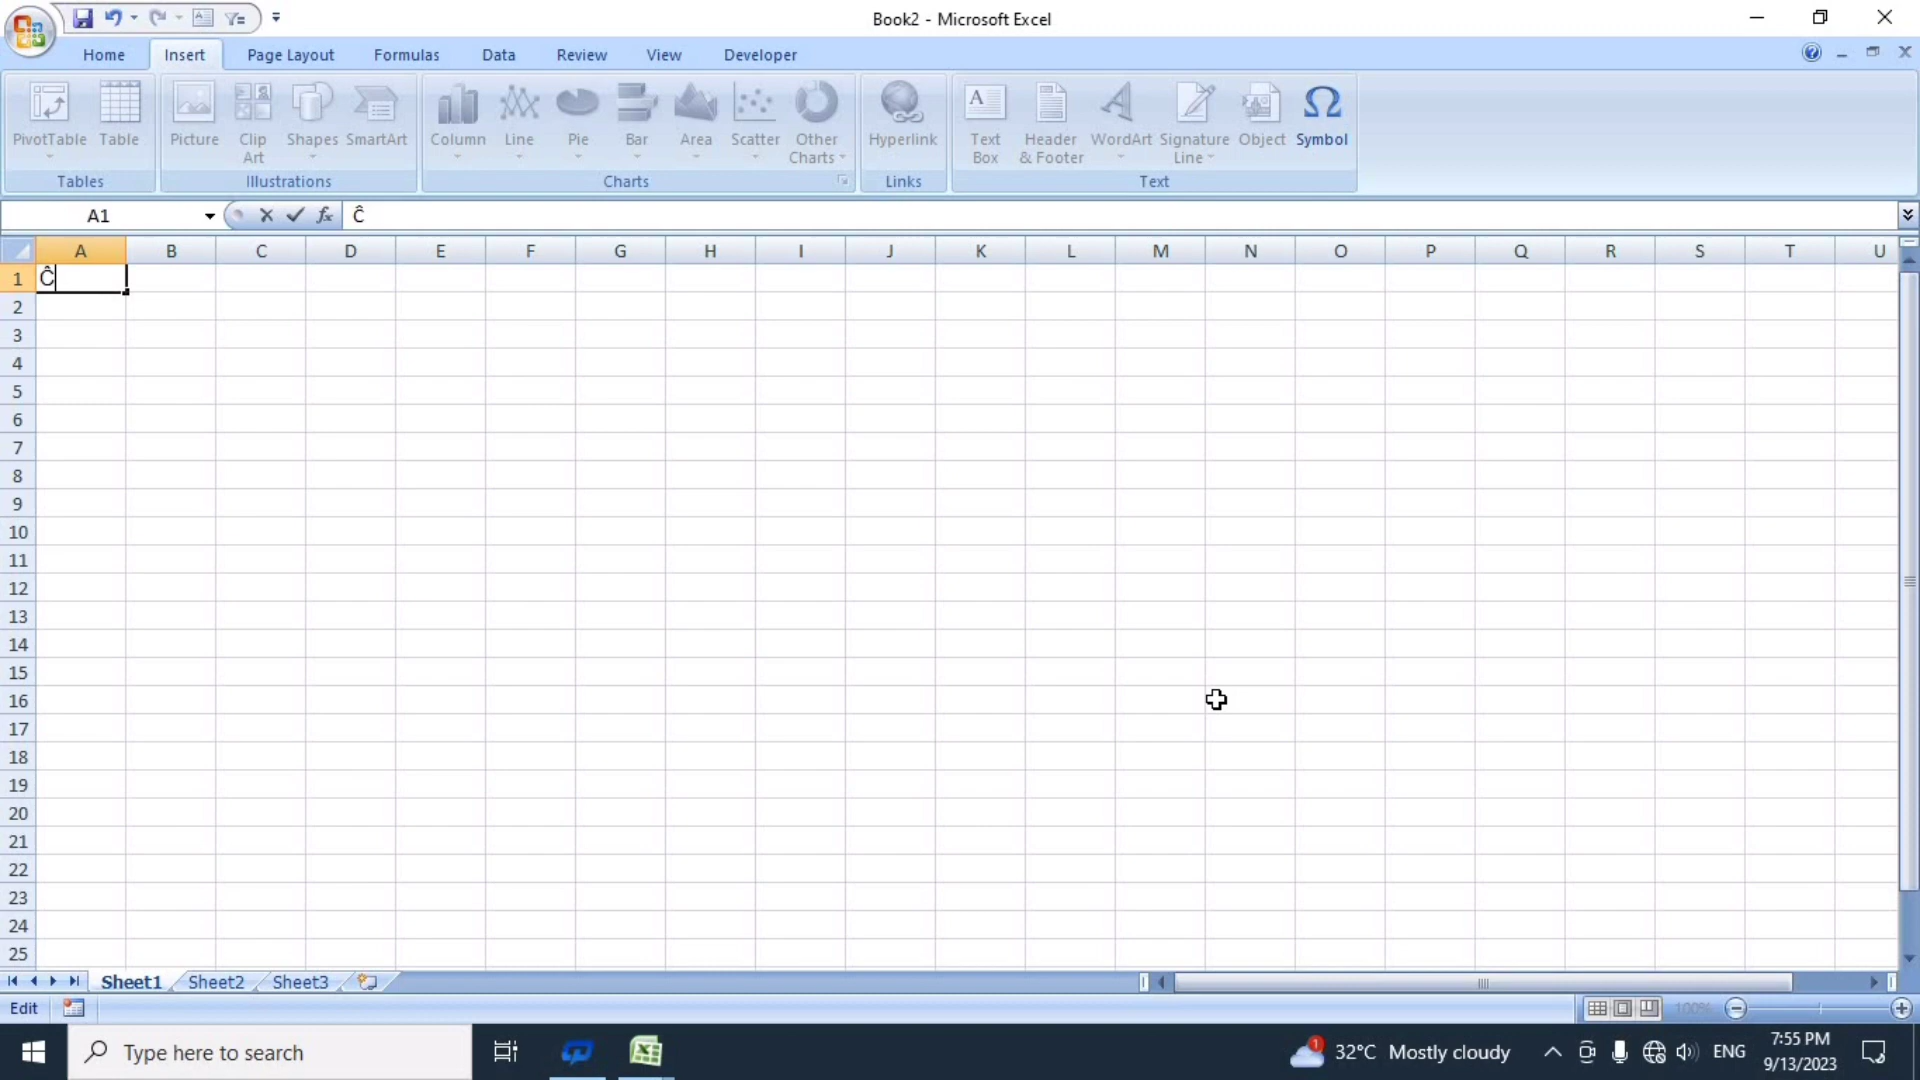 Book2 - Microsoft Excel
Home Insert Page Layout Formulas Data Review View Developer
PivotTable Table Picture Clip Art Shapes SmartArt Column Line Pie Bar Area Scatter Other Charts Hyperlink Text Box Header & Footer WordArt Signature Line Object Symbol
Tables Illustrations Charts Links Text
A1 fx Ĉ
A B C D E F G H I J K L M N O P Q R S T U
1 Ĉ
2
3
4
5
6
7
8
9
10
11
12
13
14
15
16
17
18
19
20
21
22
23
24
25
Sheet1 Sheet2 Sheet3
Edit 100%
Type here to search 1 32°C Mostly cloudy ENG 7:55 PM
9/13/2023